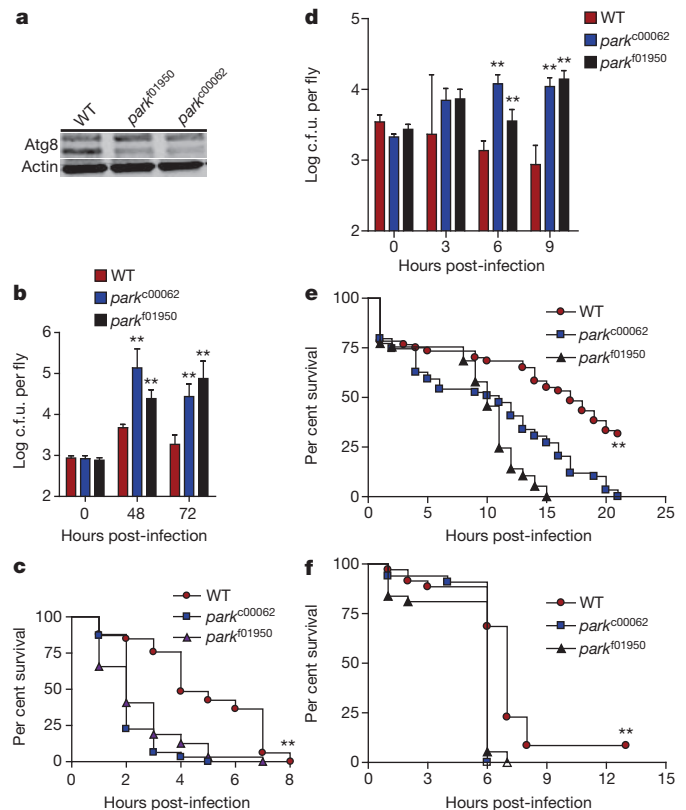 a
WT
park^f01950
park^c00062
Atg8
Actin
b
WT
park^c00062
park^f01950
Log c.f.u. per fly
6
5
4
3
2
** ** ** **
0 48 72
Hours post-infection
c
WT
park^c00062
park^f01950
Per cent survival
100
75
50
25
0
**
0 2 4 6 8
Hours post-infection
d
WT
park^c00062
park^f01950
Log c.f.u. per fly
5
4
3
2
** ** ** **
0 3 6 9
Hours post-infection
e
WT
park^c00062
park^f01950
Per cent survival
100
75
50
25
0
**
0 5 10 15 20 25
Hours post-infection
f
WT
park^c00062
park^f01950
Per cent survival
100
75
50
25
0
**
0 3 6 9 12 15
Hours post-infection